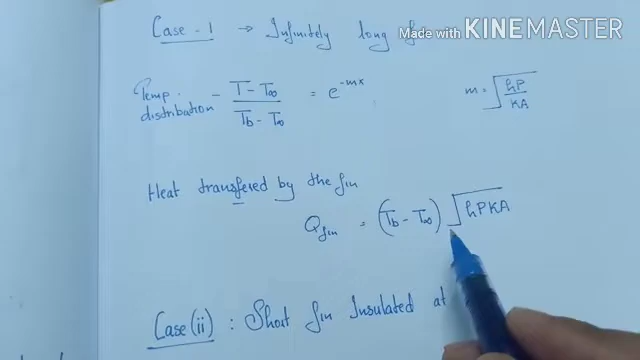 Case - 1 → Infinitely long
Made with KINEMASTER
Temp. distribution - T - T∞ / Tb - T∞ = e^-mx
m = √hP/KA
Heat transfered by the fin
Qfin = (Tb - T∞) √hPKA
Case (ii) : Short fin Insulated at